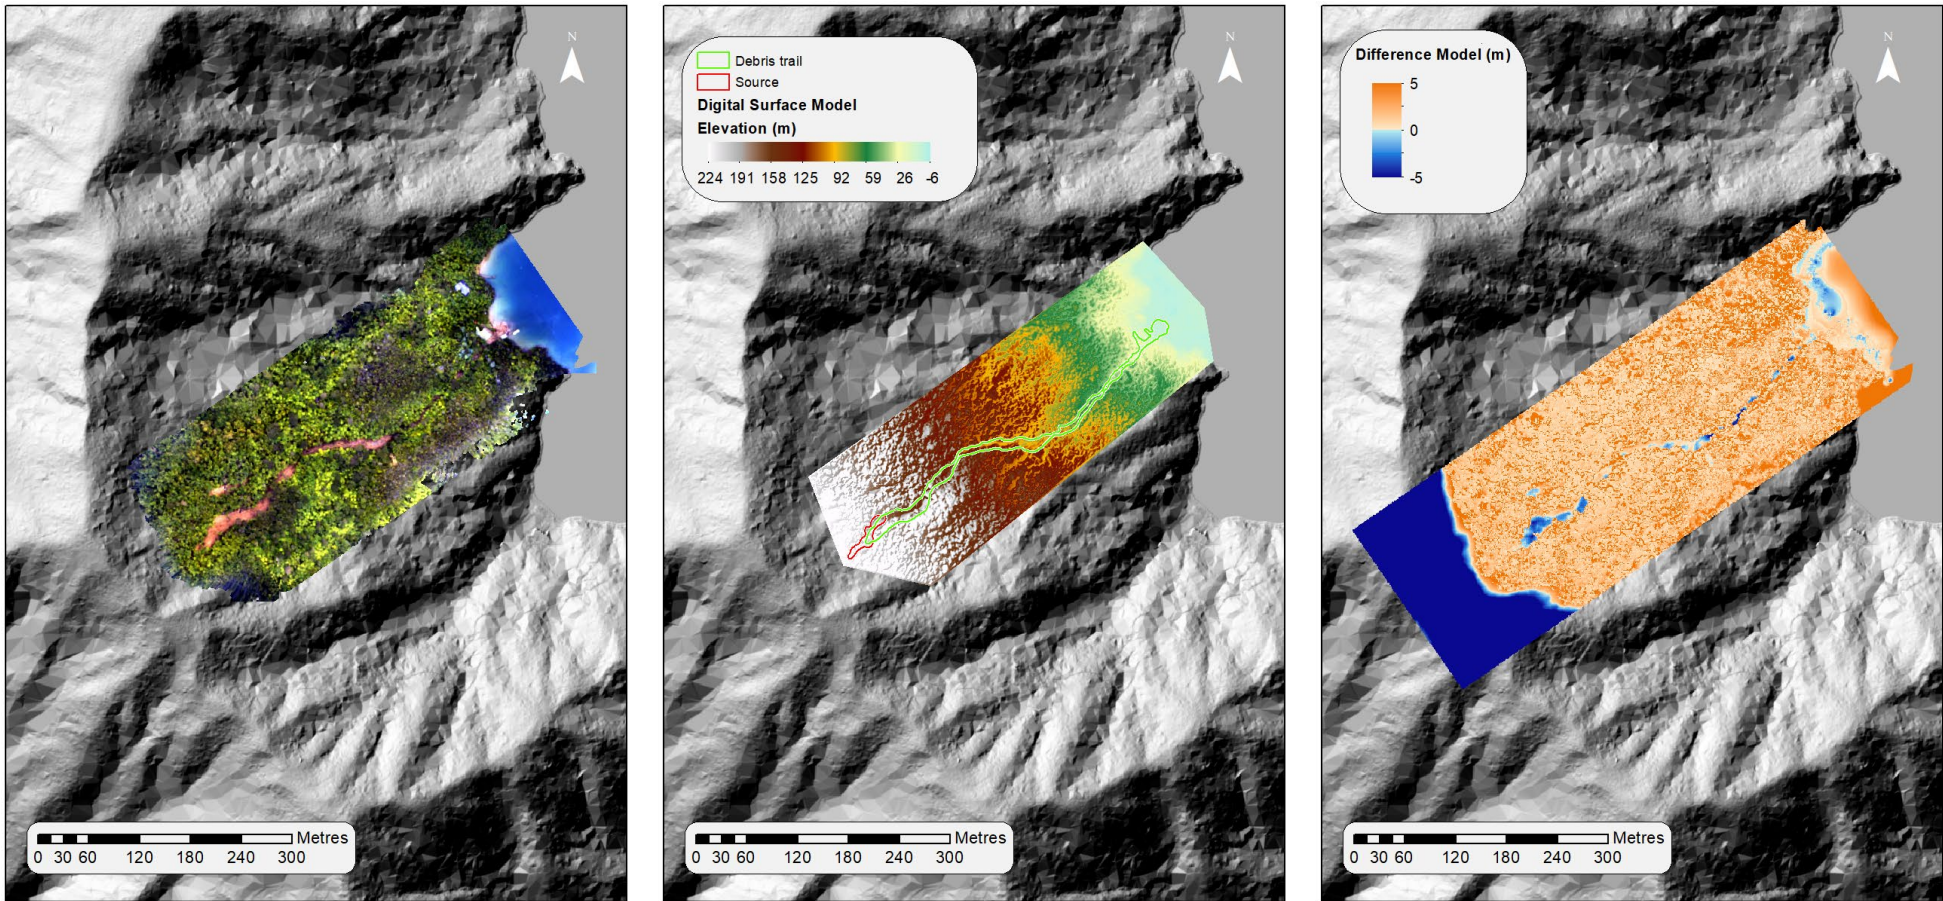 N
Metres
0 30 60 120 180 240 300
Debris trail
Source
Digital Surface Model
Elevation (m)
224 191 158 125 92 59 26 -6
N
Metres
0 30 60 120 180 240 300
Difference Model (m)
5
0
-5
N
Metres
0 30 60 120 180 240 300